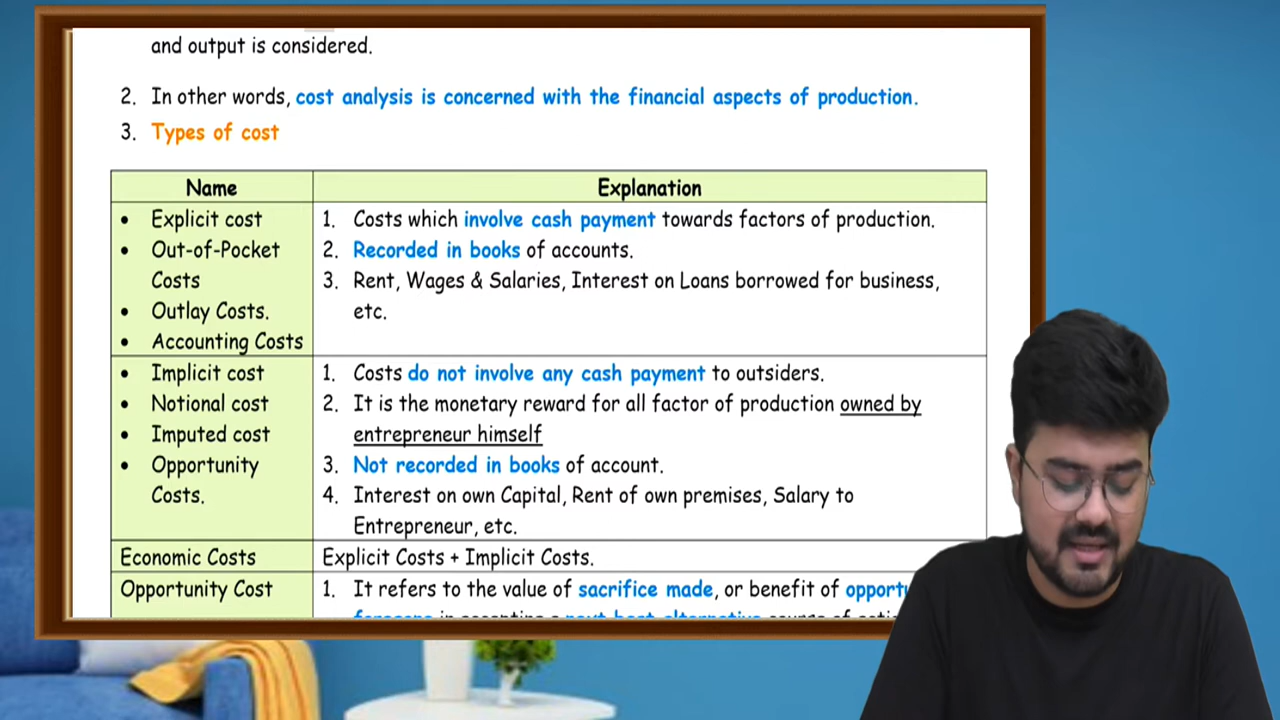 and output is considered.
2. In other words, cost analysis is concerned with the financial aspects of production.
3. Types of cost
Name
Explanation
• Explicit cost
• Out-of-Pocket
Costs
• Outlay Costs.
• Accounting Costs
1. Costs which involve cash payment towards factors of production.
2. Recorded in books of accounts.
3. Rent, Wages & Salaries, Interest on Loans borrowed for business,
etc.
• Implicit cost
• Notional cost
• Imputed cost
• Opportunity
Costs.
1. Costs do not involve any cash payment to outsiders.
2. It is the monetary reward for all factor of production owned by
entrepreneur himself
3. Not recorded in books of account.
4. Interest on own Capital, Rent of own premises, Salary to
Entrepreneur, etc.
Economic Costs
Explicit Costs + Implicit Costs.
Opportunity Cost
1. It refers to the value of sacrifice made, or benefit of